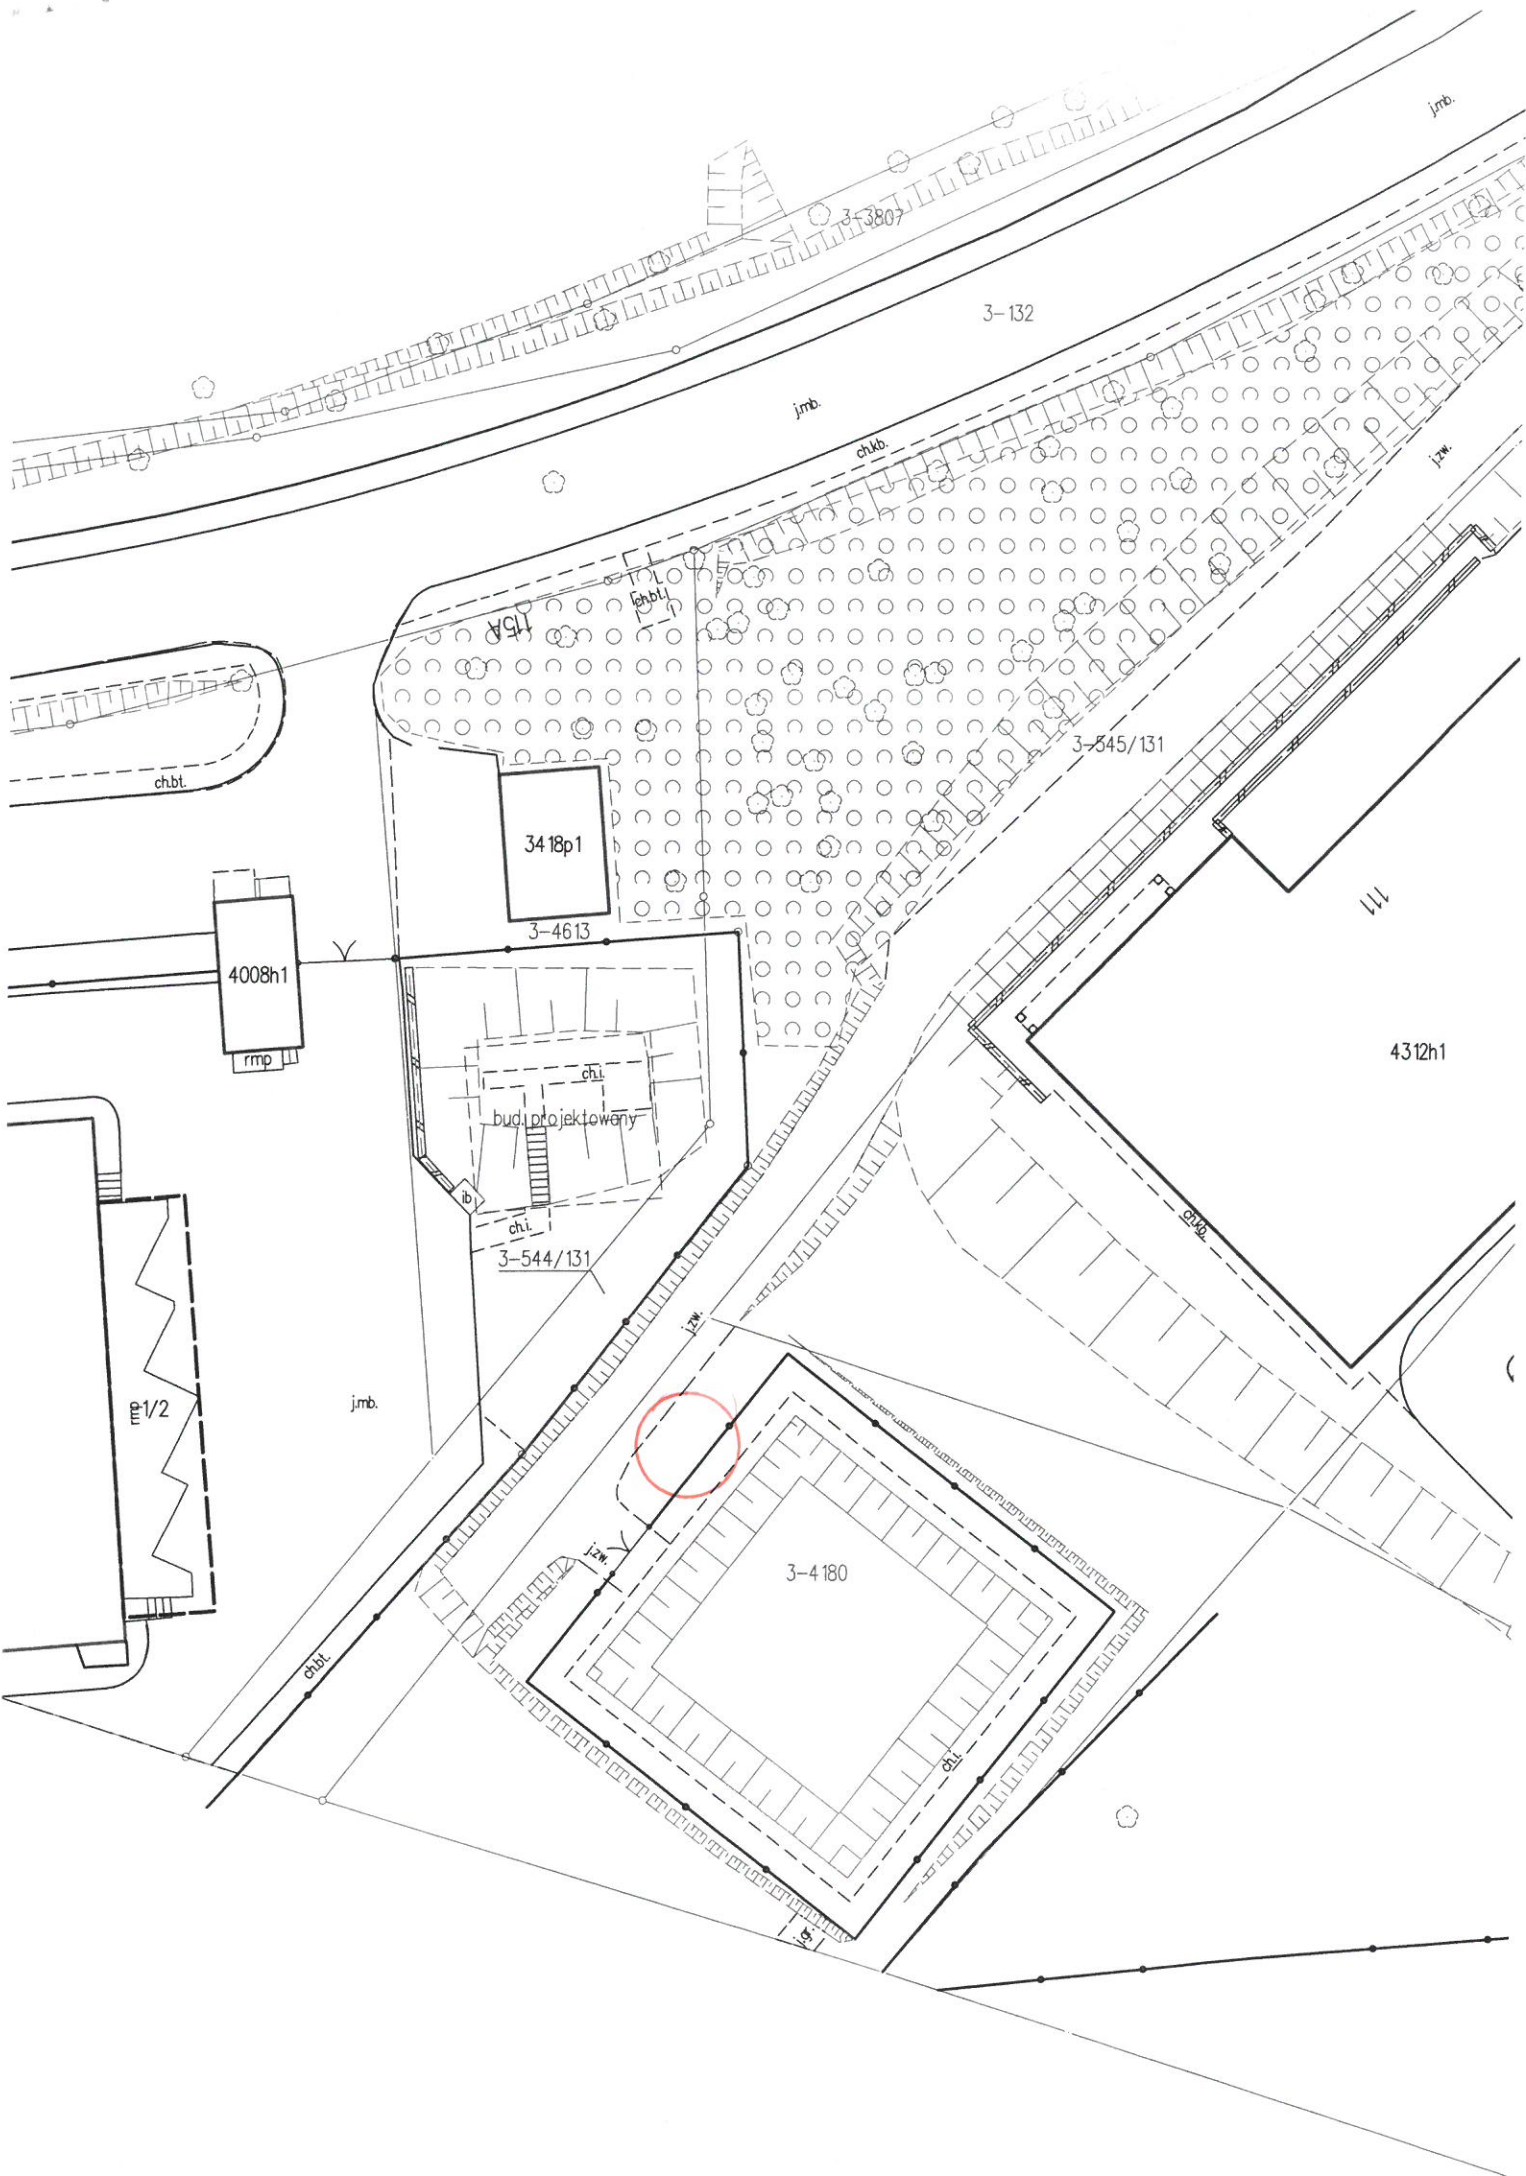 j.mb.
3-3807
3-132
j.mb.
ch.kb.
j.zw.
ch.bt.
115A
3-545/131
ch.bt.
3418p1
111
3-4613
4008h1
rmp
4312h1
ch.i.
bud. projektowany
ib
ch.i.
ch.kb.
3-544/131
j.zw.
rmp
1/2
j.mb.
j.zw.
3-4180
ch.bt.
ch.i.
j.gr.